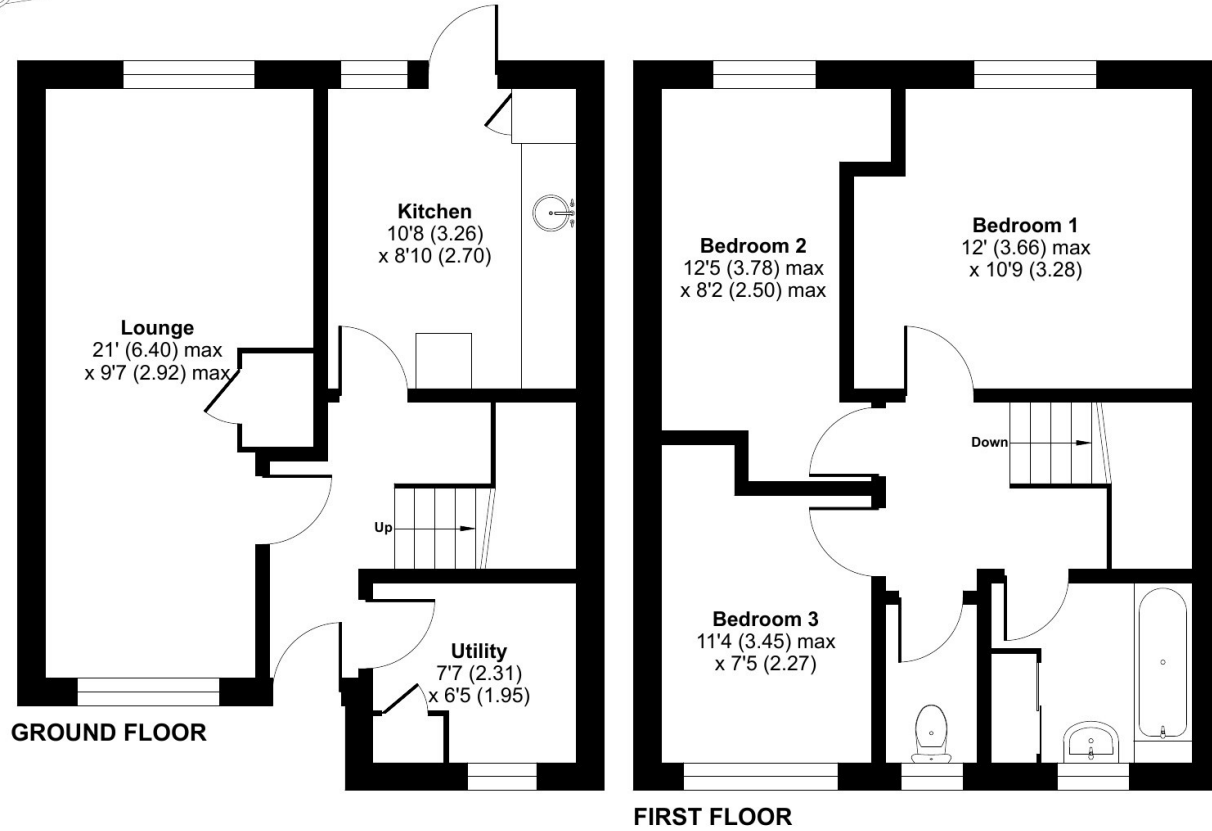 Kitchen
10'8 (3.26)
x 8'10 (2.70)
Lounge
21' (6.40) max
x 9'7 (2.92) max
Up
Utility
7'7 (2.31)
x 6'5 (1.95)
GROUND FLOOR
Bedroom 1
12' (3.66) max
x 10'9 (3.28)
Bedroom 2
12'5 (3.78) max
x 8'2 (2.50) max
Down
Bedroom 3
11'4 (3.45) max
x 7'5 (2.27)
FIRST FLOOR